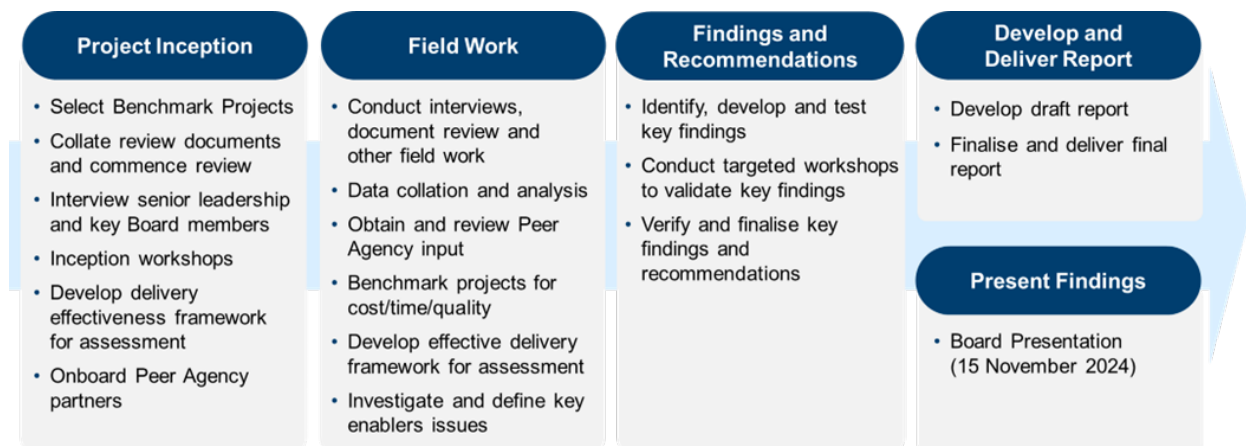 Project Inception
• Select Benchmark Projects
• Collate review documents
and commence review
• Interview senior leadership
and key Board members
• Inception workshops
• Develop delivery
effectiveness framework
for assessment
• Onboard Peer Agency
partners
Field Work
• Conduct interviews,
document review and
other field work
• Data collation and analysis
• Obtain and review Peer
Agency input
• Benchmark projects for
cost/time/quality
• Develop effective delivery
framework for assessment
• Investigate and define key
enablers issues
Findings and
Recommendations
• Identify, develop and test
key findings
• Conduct targeted workshops
to validate key findings
• Verify and finalise key
findings and
recommendations
Develop and
Deliver Report
• Develop draft report
• Finalise and deliver final
report
Present Findings
• Board Presentation
(15 November 2024)